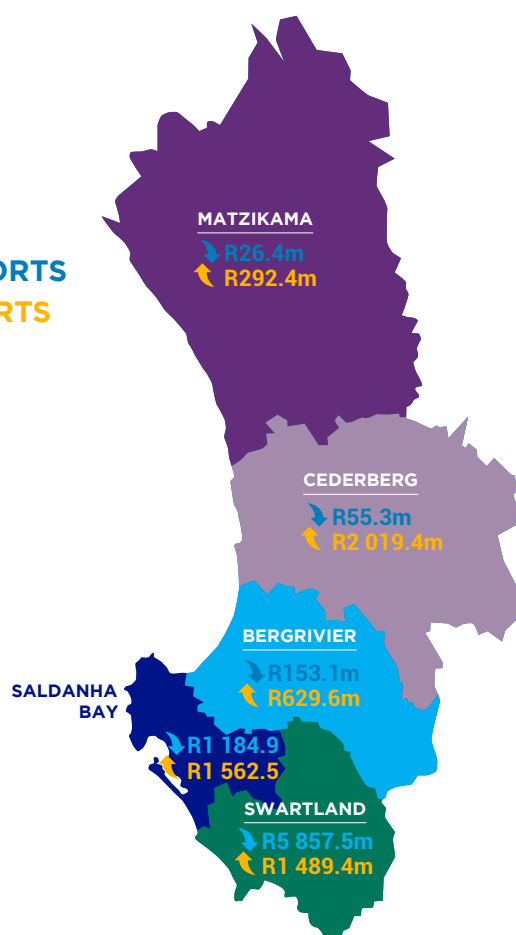 MATZIKAMA
R26.4m
R292.4m
ORTS
RTS
CEDERBERG
R55.3m
R2 019.4m
BERGRIVIER
R153.1m
R629.6m
SALDANHA
BAY
R1 184.9
R1 562.5
SWARTLAND
R5 857.5m
R1 489.4m